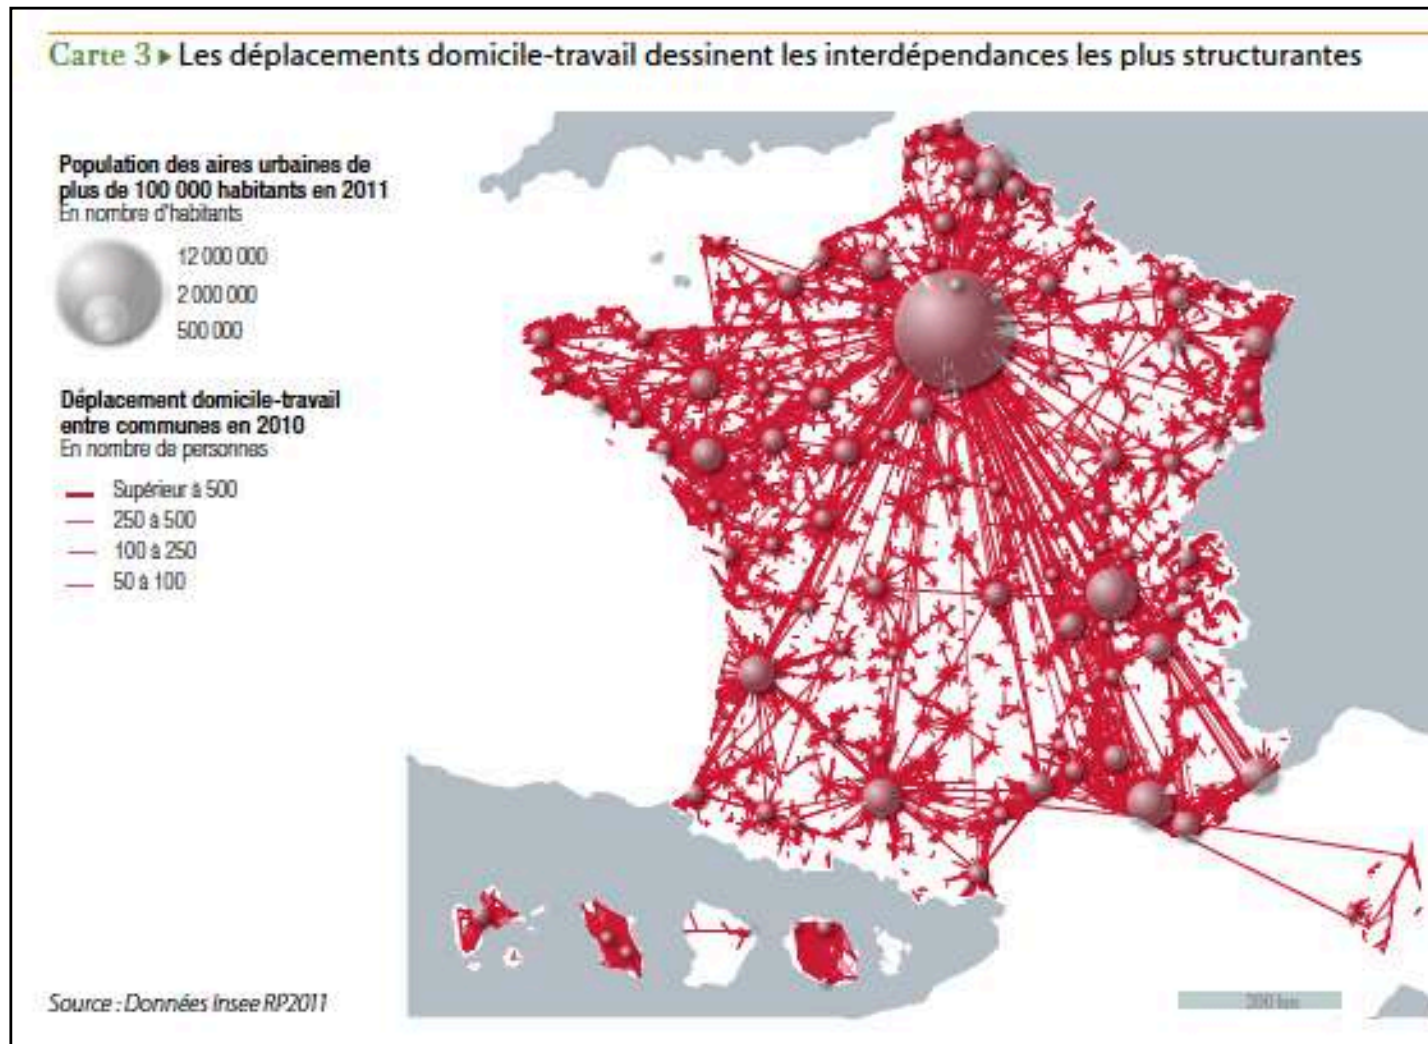 Carte 3 ▸ Les déplacements domicile-travail dessinent les interdépendances les plus structurantes
Population des aires urbaines de
plus de 100 000 habitants en 2011
En nombre d'habitants
12 000 000
2 000 000
500 000
Déplacement domicile-travail
entre communes en 2010
En nombre de personnes
Supérieur à 500
250 à 500
100 à 250
50 à 100
Source : Données Insee RP2011
200 km